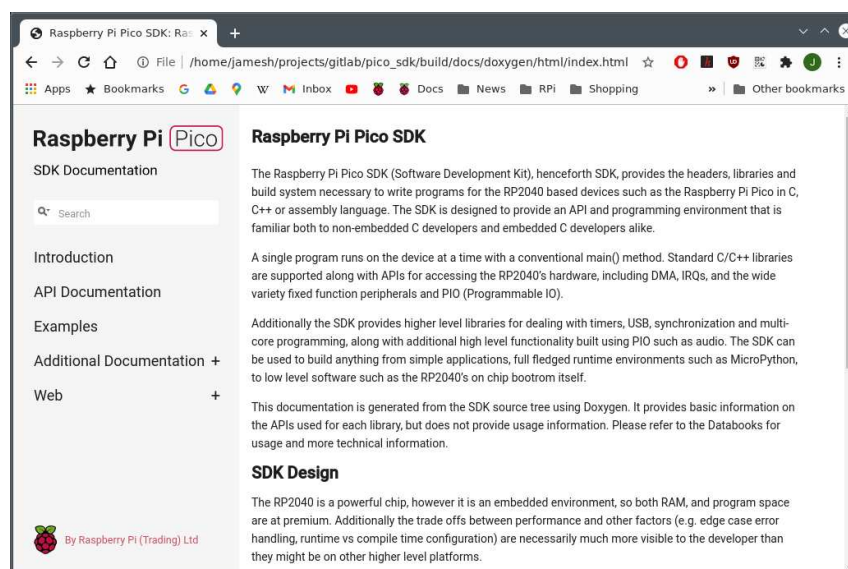 Raspberry Pi Pico SDK: Ras
File /home/jamesh/projects/gitlab/pico_sdk/build/docs/doxygen/html/index.html
J
Apps Bookmarks G W Inbox Docs News RPi Shopping » Other bookmarks
Raspberry Pi Pico
SDK Documentation
Search
Introduction
API Documentation
Examples
Additional Documentation +
Web +
By Raspberry Pi (Trading) Ltd
Raspberry Pi Pico SDK
The Raspberry Pi Pico SDK (Software Development Kit), henceforth SDK, provides the headers, libraries and
build system necessary to write programs for the RP2040 based devices such as the Raspberry Pi Pico in C,
C++ or assembly language. The SDK is designed to provide an API and programming environment that is
familiar both to non-embedded C developers and embedded C developers alike.
A single program runs on the device at a time with a conventional main() method. Standard C/C++ libraries
are supported along with APIs for accessing the RP2040's hardware, including DMA, IRQs, and the wide
variety fixed function peripherals and PIO (Programmable IO).
Additionally the SDK provides higher level libraries for dealing with timers, USB, synchronization and multi-
core programming, along with additional high level functionality built using PIO such as audio. The SDK can
be used to build anything from simple applications, full fledged runtime environments such as MicroPython,
to low level software such as the RP2040's on chip bootrom itself.
This documentation is generated from the SDK source tree using Doxygen. It provides basic information on
the APIs used for each library, but does not provide usage information. Please refer to the Databooks for
usage and more technical information.
SDK Design
The RP2040 is a powerful chip, however it is an embedded environment, so both RAM, and program space
are at premium. Additionally the trade offs between performance and other factors (e.g. edge case error
handling, runtime vs compile time configuration) are necessarily much more visible to the developer than
they might be on other higher level platforms.